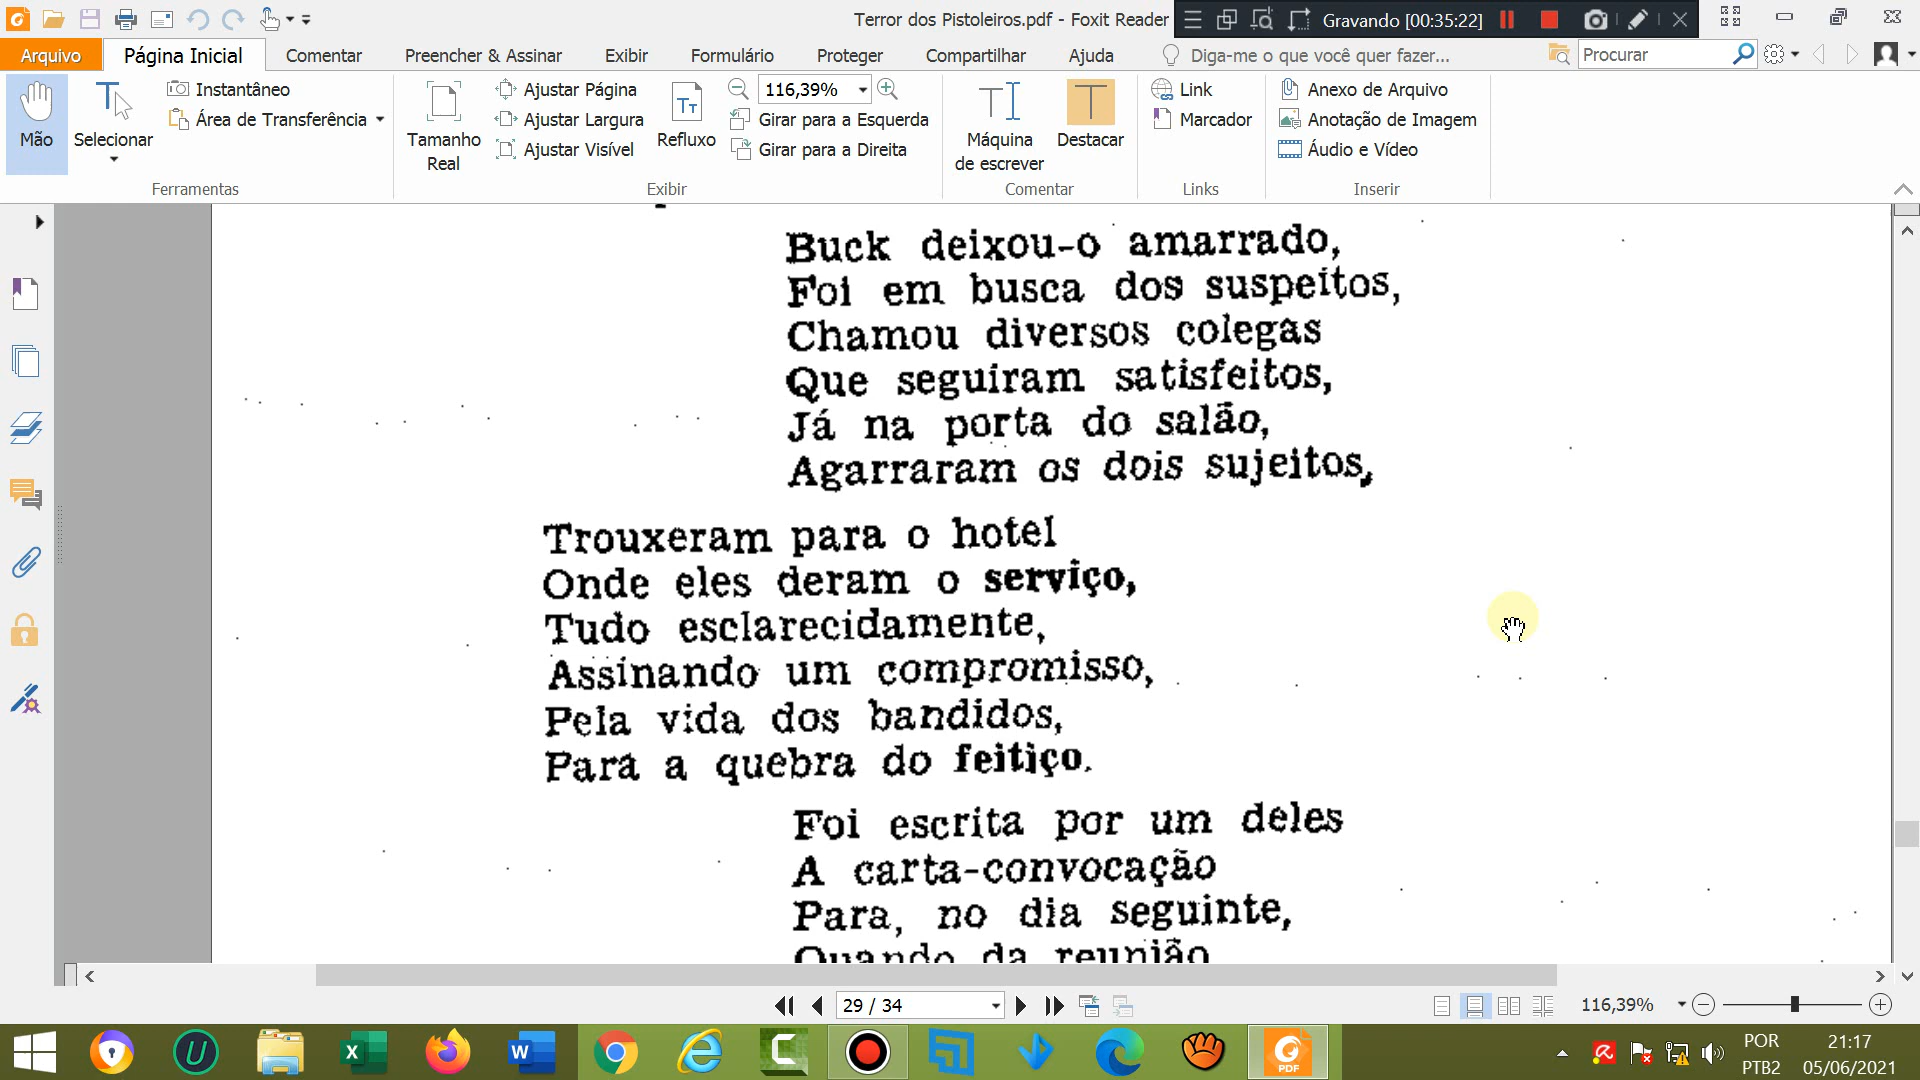 Terror dos Pistoleiros.pdf - Foxit Reader
Gravando [00:35:22]
Arquivo
Página Inicial
Comentar
Preencher & Assinar
Exibir
Formulário
Proteger
Compartilhar
Ajuda
Diga-me o que você quer fazer...
Procurar
Mão
Selecionar
Instantâneo
Área de Transferência
Ferramentas
Tamanho
Real
Ajustar Página
Ajustar Largura
Ajustar Visível
Refluxo
116,39%
Girar para a Esquerda
Girar para a Direita
Exibir
Máquina
de escrever
Destacar
Comentar
Link
Marcador
Links
Anexo de Arquivo
Anotação de Imagem
Áudio e Vídeo
Inserir
Buck deixou-o amarrado,
Foi em busca dos suspeitos,
Chamou diversos colegas
Que seguiram satisfeitos,
Já na porta do salão,
Agarraram os dois sujeitos,
Trouxeram para o hotel
Onde eles deram o serviço,
Tudo esclarecidamente,
Assinando um compromisso,
Pela vida dos bandidos,
Para a quebra do feitiço.
Foi escrita por um deles
A carta-convocação
Para, no dia seguinte,
Quando da reunião
29 / 34
116,39%
POR
PTB2
21:17
05/06/2021